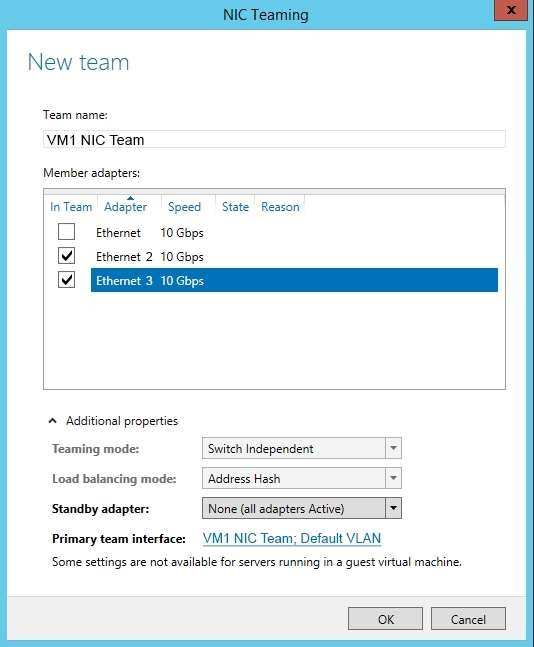 NIC Teaming
x
New team
Team name:
VM1 NIC Team
Member adapters:
In Team Adapter Speed State Reason
Ethernet 10 Gbps
Ethernet 2 10 Gbps
Ethernet 3 10 Gbps
Additional properties
Teaming mode: Switch Independent
Load balancing mode: Address Hash
Standby adapter: None (all adapters Active)
Primary team interface: VM1 NIC Team; Default VLAN
Some settings are not available for servers running in a guest virtual machine.
OK Cancel